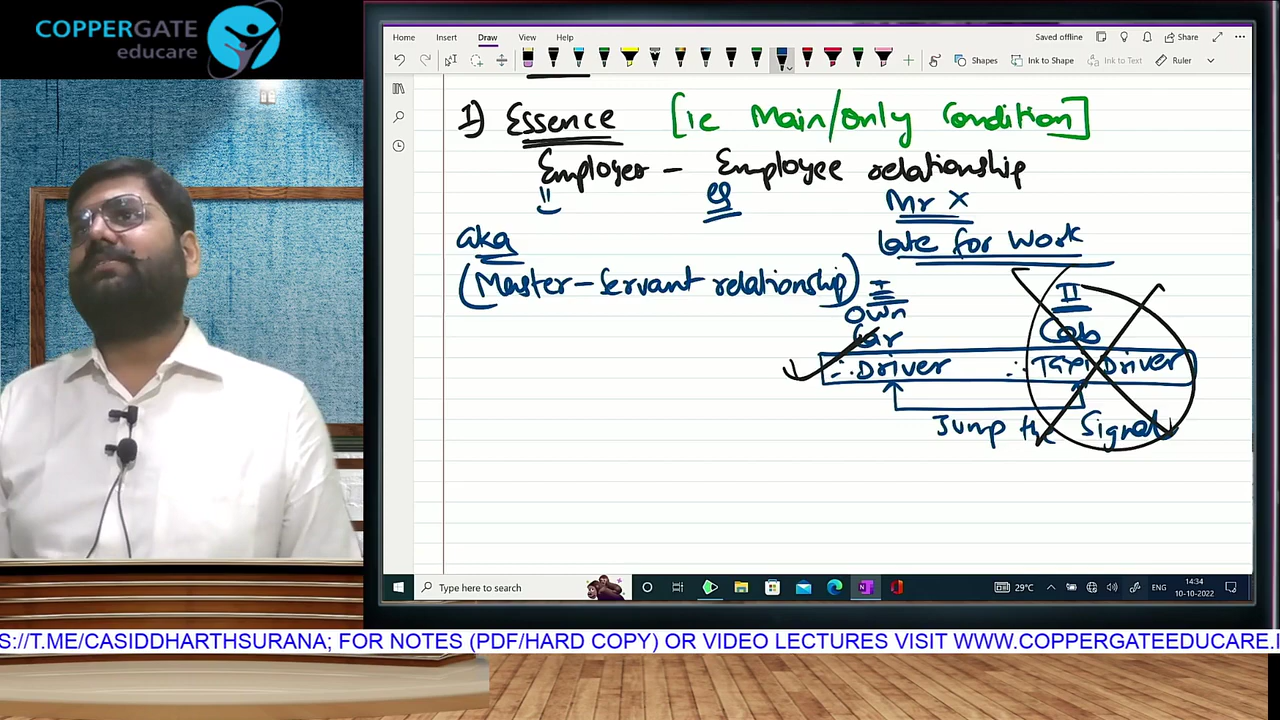 COPPERGATE
educare
Home Insert Draw View Help
Saved offline
Share
Shapes
Ink to Shape
Ink to Text
Ruler
I) Essence [ie Main/only Condition]
Employer - Employee relationship
eg
Mr X
aka
late for work
(Master-Servant relationship)
I
II
own
Car
Cab
∴ Driver
∴ Taxi Driver
Jump the Signal
Type here to search
29°C
ENG
14:34
10-10-2022
S://T.ME/CASIDDHARTHSURANA; FOR NOTES (PDF/HARD COPY) OR VIDEO LECTURES VISIT WWW.COPPERGATEEDUCARE.